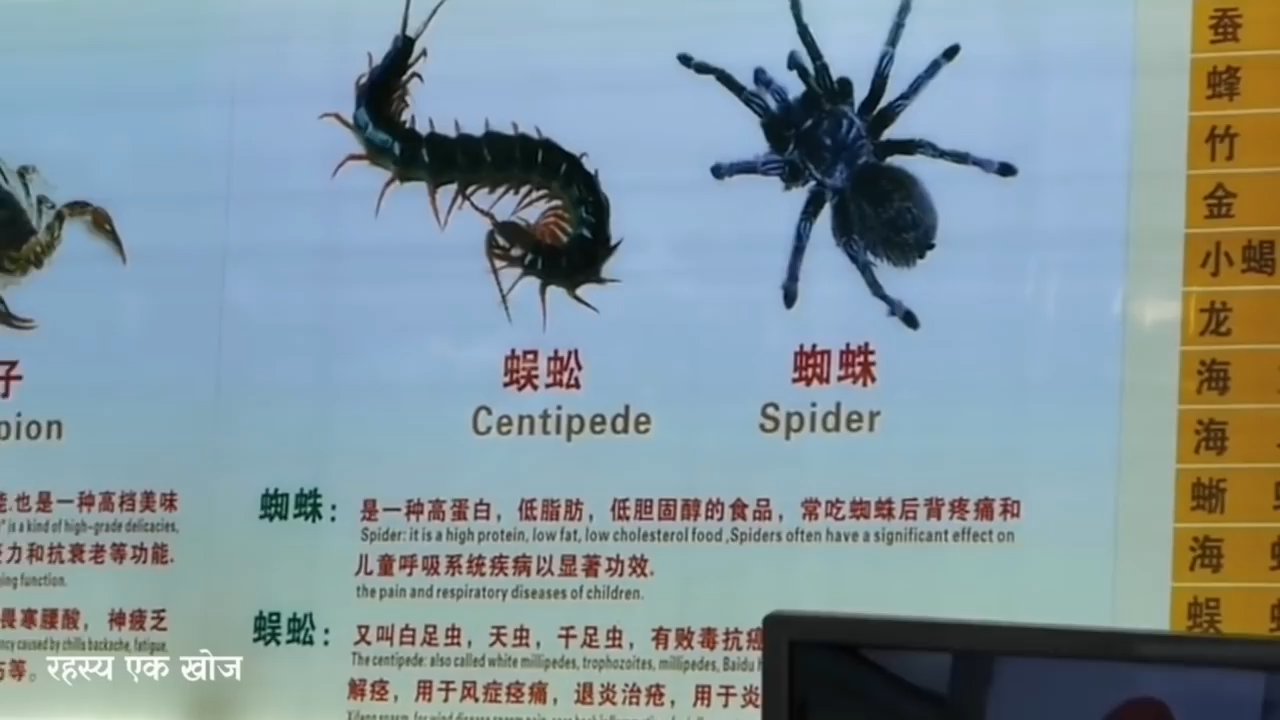 蜈蚣
Centipede
蜘蛛
Spider
子
pion
也是一种高档美味
" is a kind of high-grade delicacies,
力和抗衰老等功能.
ing function.
畏寒腰酸，神疲乏
ncy caused by chills backache, fatigue,
等。
蜘蛛：是一种高蛋白，低脂肪，低胆固醇的食品，常吃蜘蛛后背疼痛和
Spider: it is a high protein, low fat, low cholesterol food ,Spiders often have a significant effect on
儿童呼吸系统疾病以显著功效.
the pain and respiratory diseases of children.
蜈蚣：又叫白足虫，天虫，千足虫，有败毒抗癌
The centipede: also called white millipedes, trophozoites, millipedes, Baidu
解痉，用于风症痉痛，退炎治疮，用于炎
蚕
蜂
竹
金
小蝎
龙
海
海
蜥
海
蜈
रहस्य एक खोज